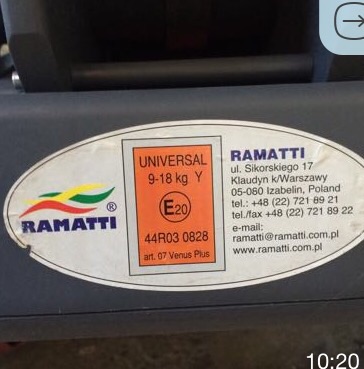 RAMATTI®
UNIVERSAL
9-18 kg Y
E20
44R03 0828
art. 07 Venus Plus
RAMATTI
ul. Sikorskiego 17
Klaudyn k/Warszawy
05-080 Izabelin, Poland
tel.: +48 (22) 721 89 21
tel./fax +48 (22) 721 89 22
e-mail:
ramatti@ramatti.com.pl
www.ramatti.com.pl
10:20